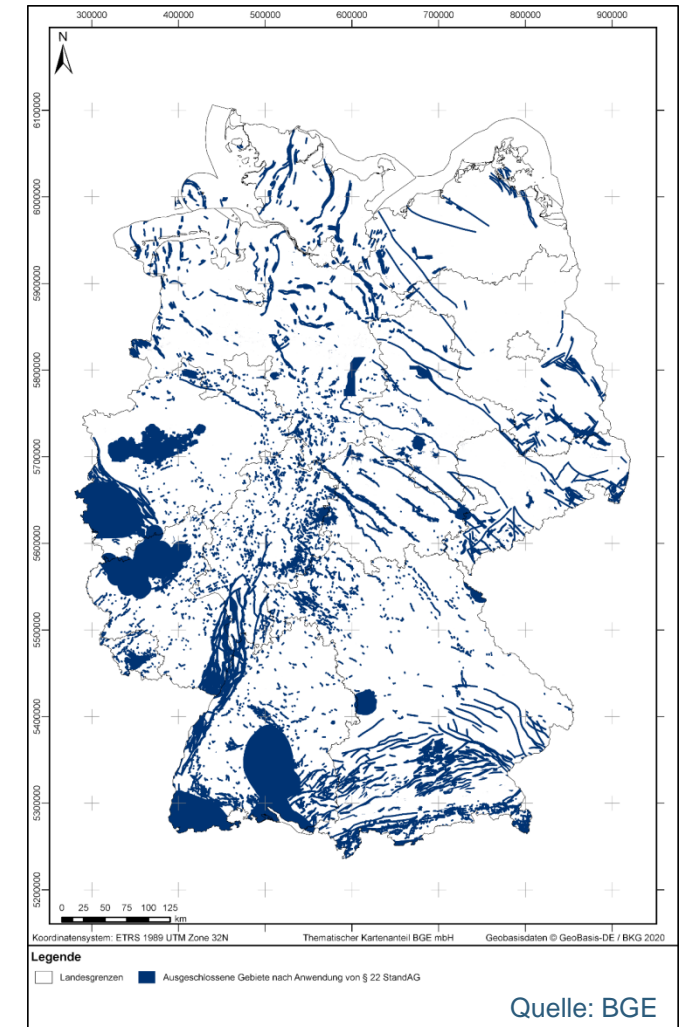 300000 400000 500000 600000 700000 800000 900000
N
6100000
6000000
5900000
5800000
5700000
5600000
5500000
5400000
5300000
5200000
0 25 50 75 100 125
km
Koordinatensystem: ETRS 1989 UTM Zone 32N Thematischer Kartenanteil BGE mbH Geobasisdaten © GeoBasis-DE / BKG 2020
Legende
Landesgrenzen Ausgeschlossene Gebiete nach Anwendung von § 22 StandAG
Quelle: BGE